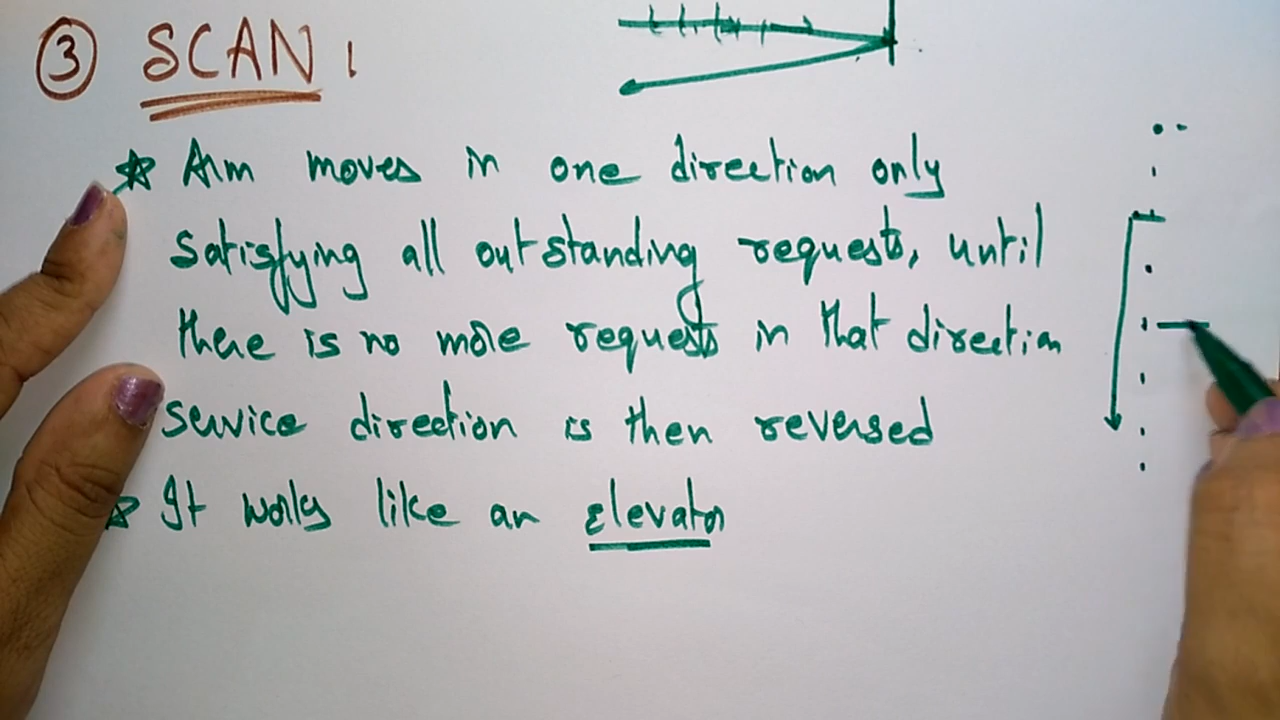 ③ SCAN :
☆ Arm moves in one direction only
satisfying all outstanding requests, until
there is no more requests in that direction
service direction is then reversed
☆ It works like an elevator